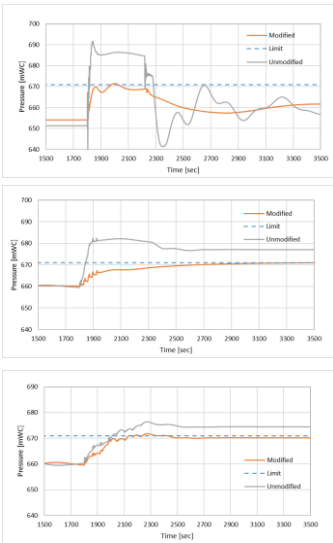 700
690
680
670
660
650
640
Pressure [mWC]
Modified
Limit
Unmodified
1500 1700 1900 2100 2300 2500 2700 2900 3100 3300 3500
Time [sec]
700
680
660
640
Pressure [mWC]
Modified
Limit
Unmodified
1500 1700 1900 2100 2300 2500 2700 2900 3100 3300 3500
Time [sec]
690
680
670
660
650
640
Pressure [mWC]
Modified
Limit
Unmodified
1500 1700 1900 2100 2300 2500 2700 2900 3100 3300 3500
Time [sec]